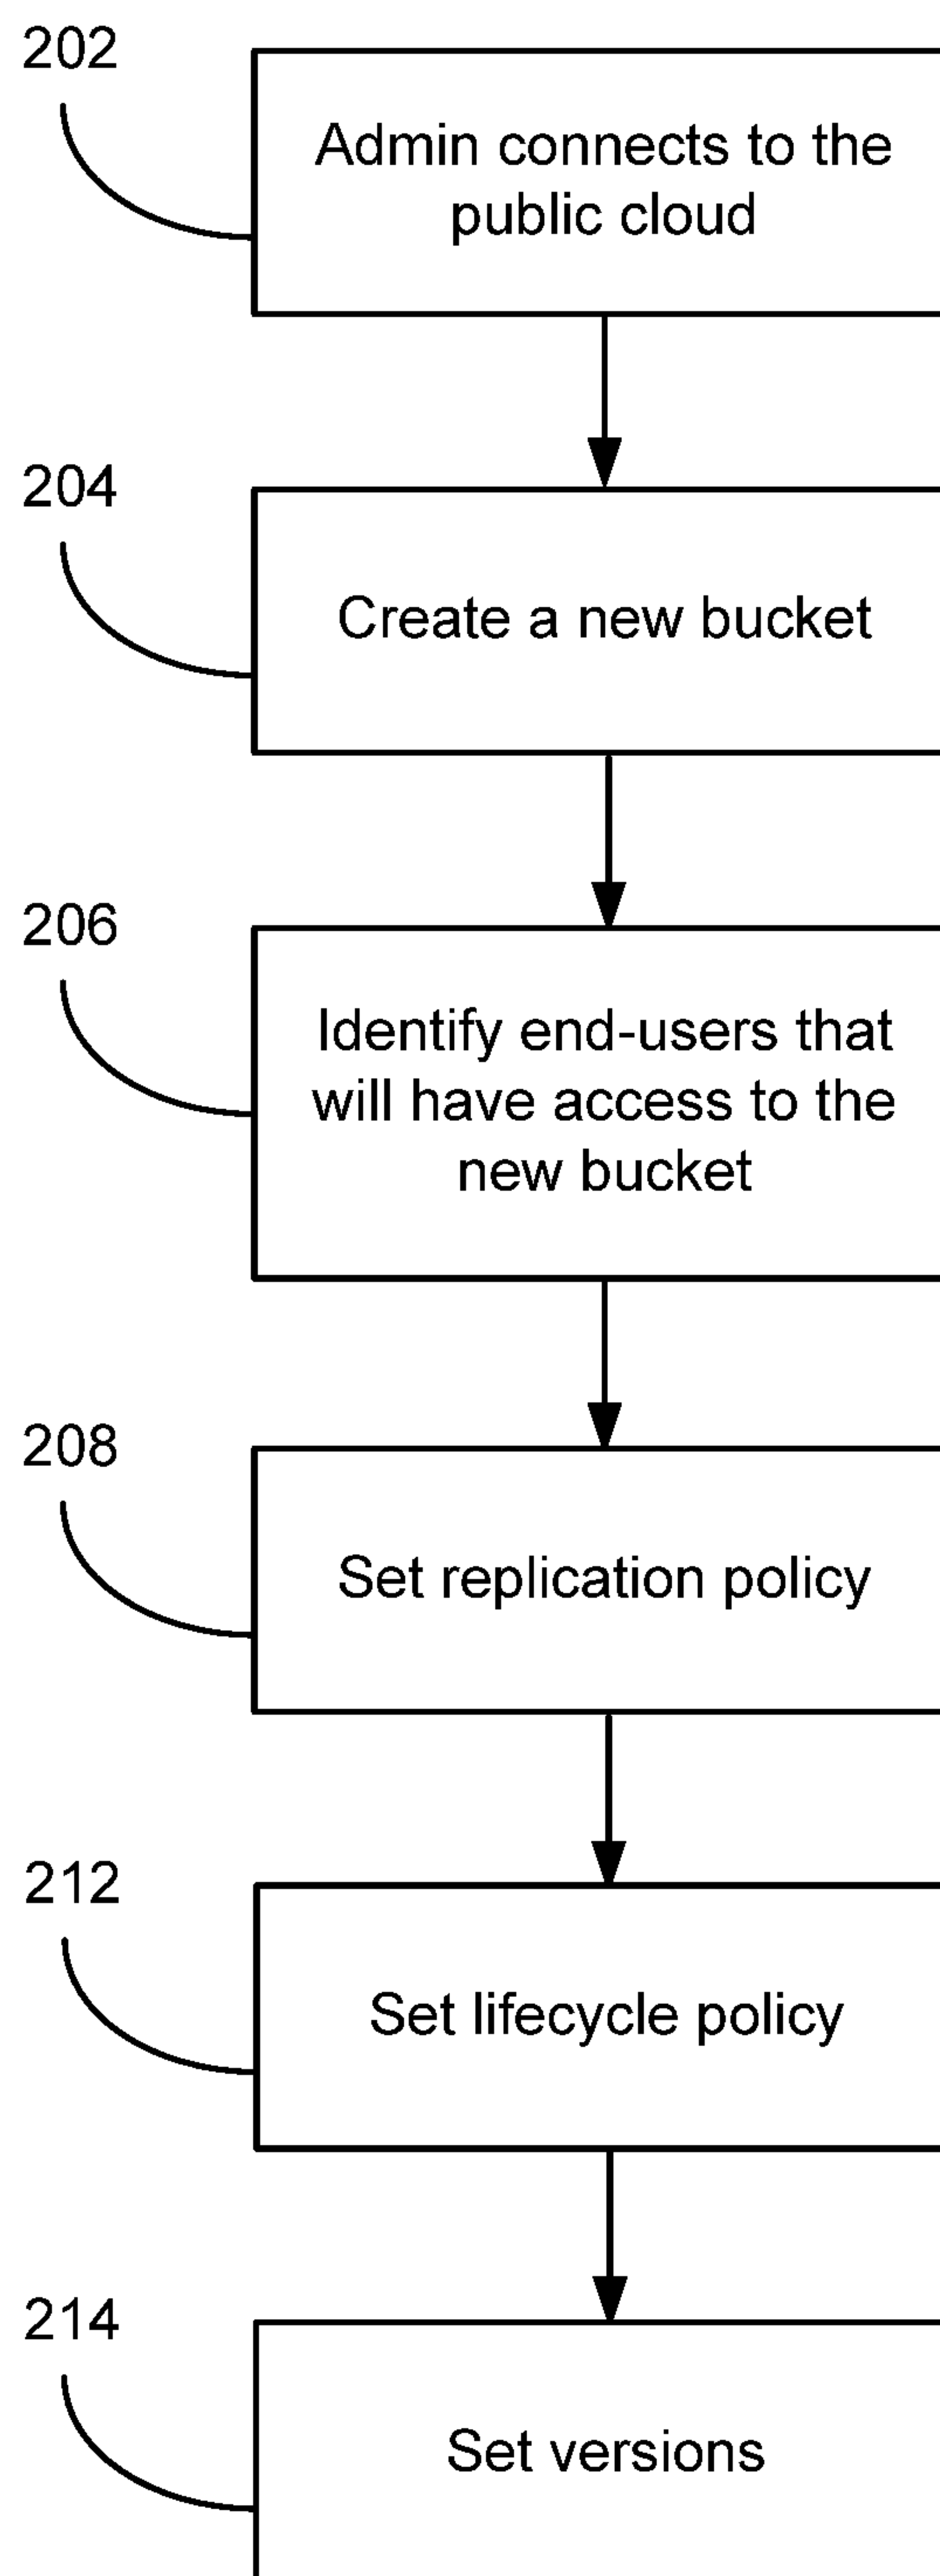 202
Admin connects to the
public cloud
204
Create a new bucket
206
Identify end-users that
will have access to the
new bucket
208
Set replication policy
212
Set lifecycle policy
214
Set versions